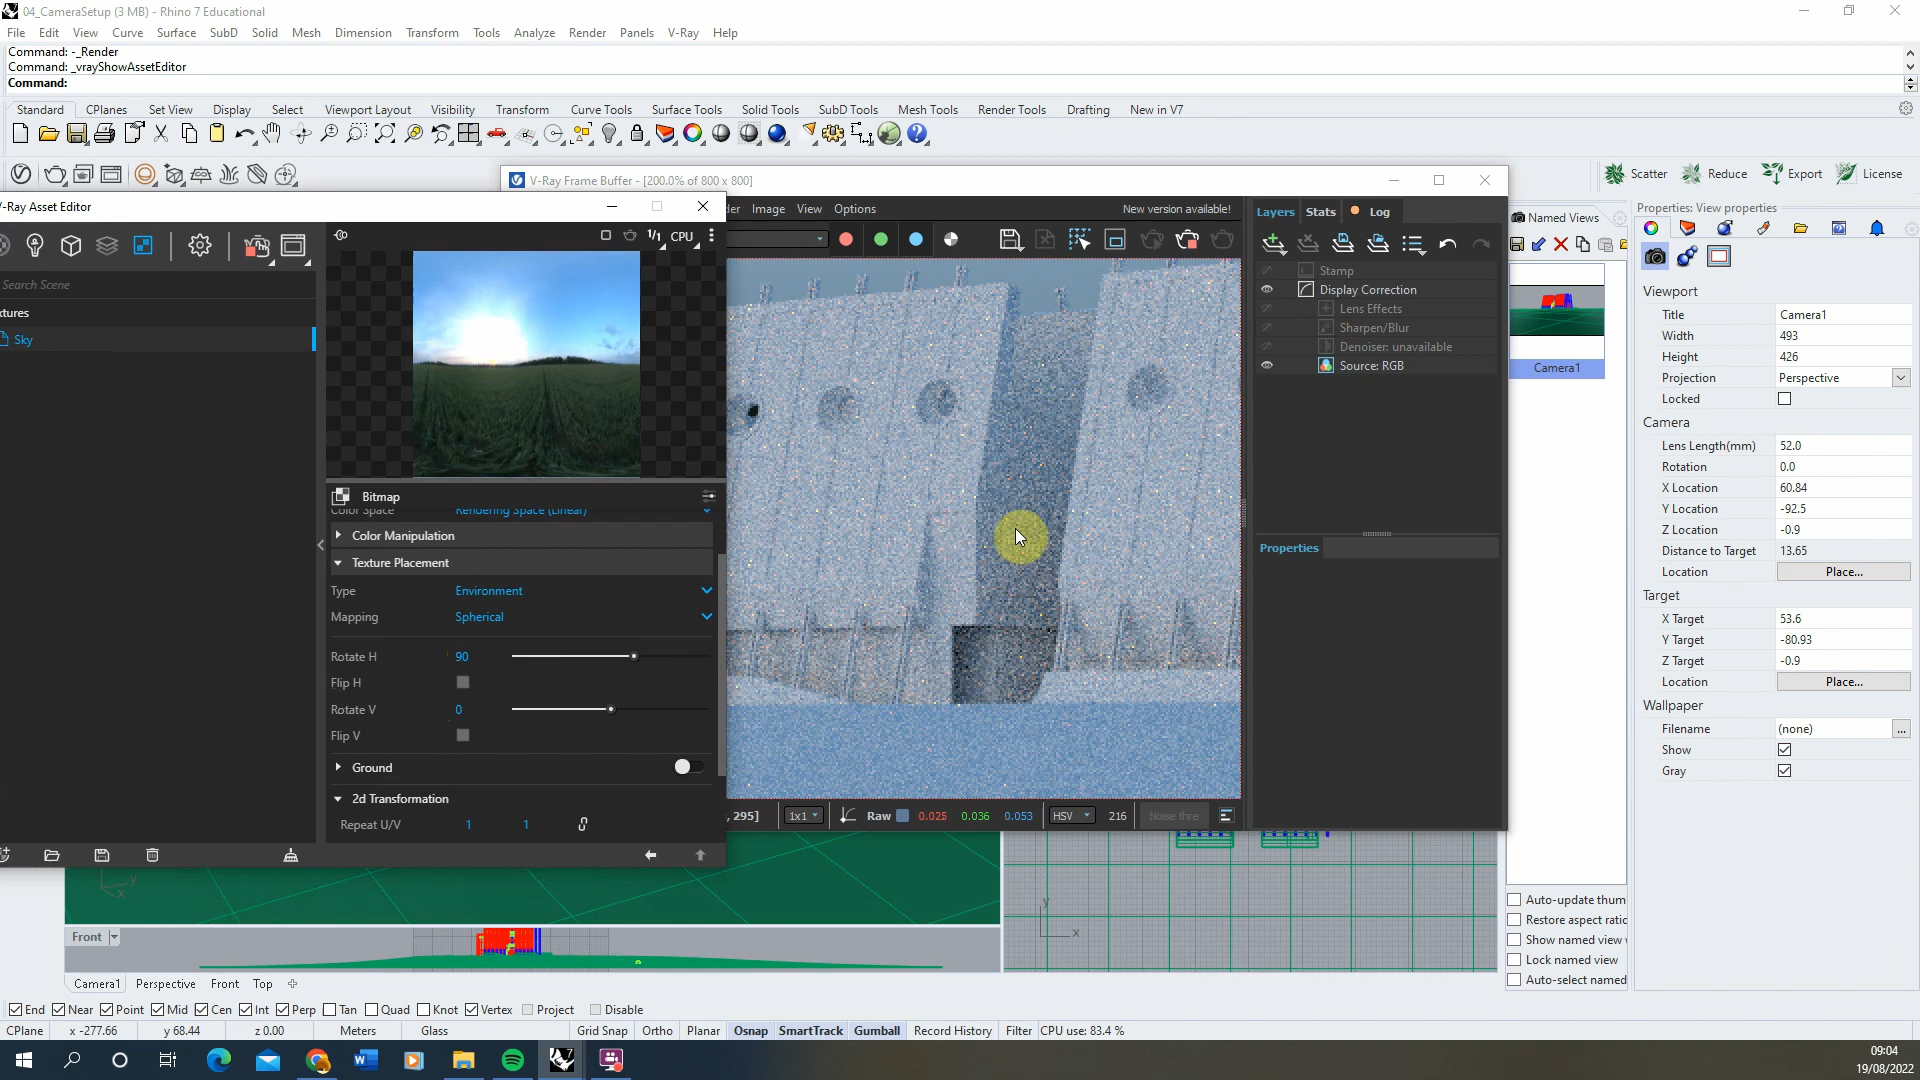 04_CameraSetup (3 MB) - Rhino 7 Educational
File Edit View Curve Surface SubD Solid Mesh Dimension Transform Tools Analyze Render Panels V-Ray Help
Command: -_Render
Command: _vrayShowAssetEditor
Command:
Standard CPlanes Set View Display Select Viewport Layout Visibility Transform Curve Tools Surface Tools Solid Tools SubD Tools Mesh Tools Render Tools Drafting New in V7
V-Ray Frame Buffer - [200.0% of 800 x 800]
Scatter Reduce Export License
-Ray Asset Editor
der Image View Options New version available!
Layers Stats Log
Named Views
Properties: View properties
1/1 CPU
Search Scene
xtures
Sky
Stamp
Display Correction
Lens Effects
Sharpen/Blur
Denoiser: unavailable
Source: RGB
Properties
Camera1
Viewport
Title Camera1
Width 493
Height 426
Projection Perspective
Locked
Camera
Lens Length(mm) 52.0
Rotation 0.0
X Location 60.84
Y Location -92.5
Z Location -0.9
Distance to Target 13.65
Location Place...
Target
X Target 53.6
Y Target -80.93
Z Target -0.9
Location Place...
Wallpaper
Filename (none) ...
Show
Gray
Bitmap
Color Space Rendering Space (Linear)
Color Manipulation
Texture Placement
Type Environment
Mapping Spherical
Rotate H 90
Flip H
Rotate V 0
Flip V
Ground
2d Transformation
Repeat U/V 1 1
, 295] 1x1 Raw 0.025 0.036 0.053 HSV 216 Noise thre
y
x
y
x
Front
Auto-update thum
Restore aspect ratio
Show named view
Lock named view
Auto-select named
Camera1 Perspective Front Top
End Near Point Mid Cen Int Perp Tan Quad Knot Vertex Project Disable
CPlane x -277.66 y 68.44 z 0.00 Meters Glass Grid Snap Ortho Planar Osnap SmartTrack Gumball Record History Filter CPU use: 83.4 %
09:04
19/08/2022